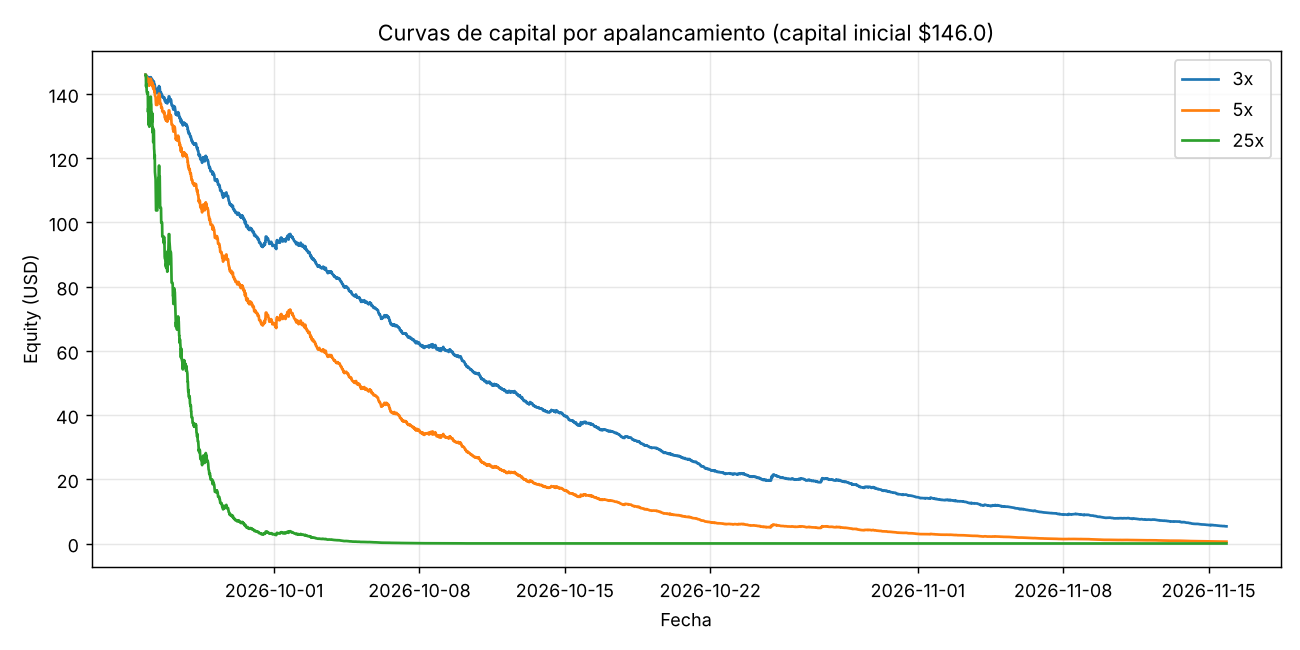 Curvas de capital por apalancamiento (capital inicial $146.0)
3x
5x
25x
Equity (USD)
140
120
100
80
60
40
20
0
2026-10-01
2026-10-08
2026-10-15
2026-10-22
2026-11-01
2026-11-08
2026-11-15
Fecha